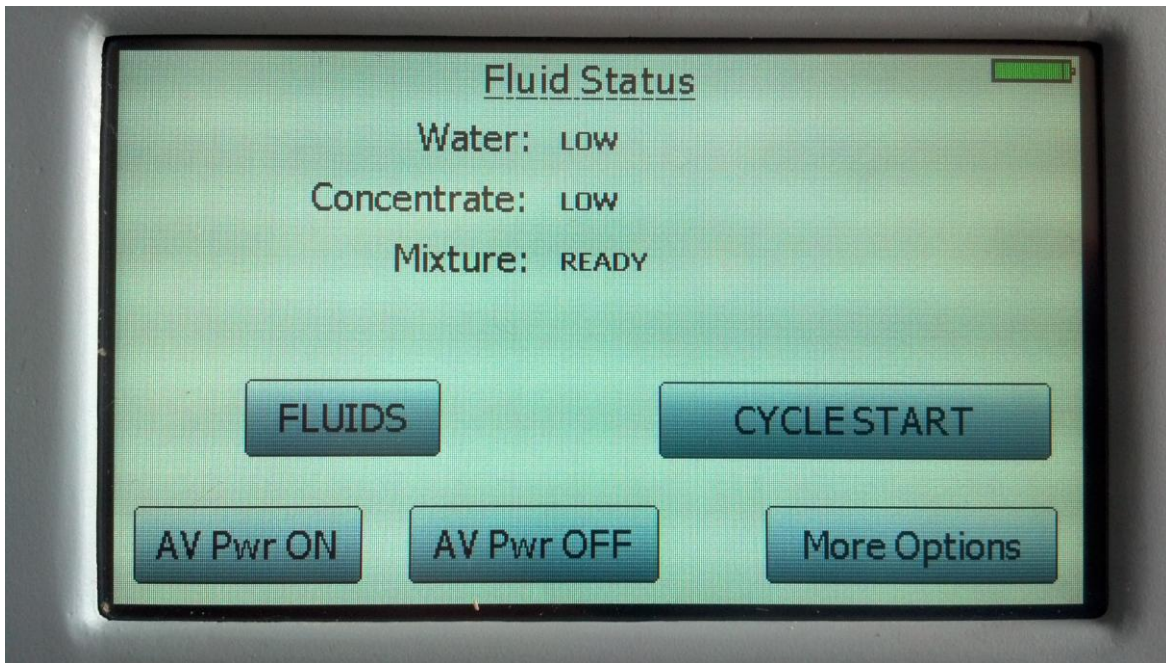 Fluid Status
Water: LOW
Concentrate: LOW
Mixture: READY
FLUIDS
CYCLE START
AV Pwr ON
AV Pwr OFF
More Options